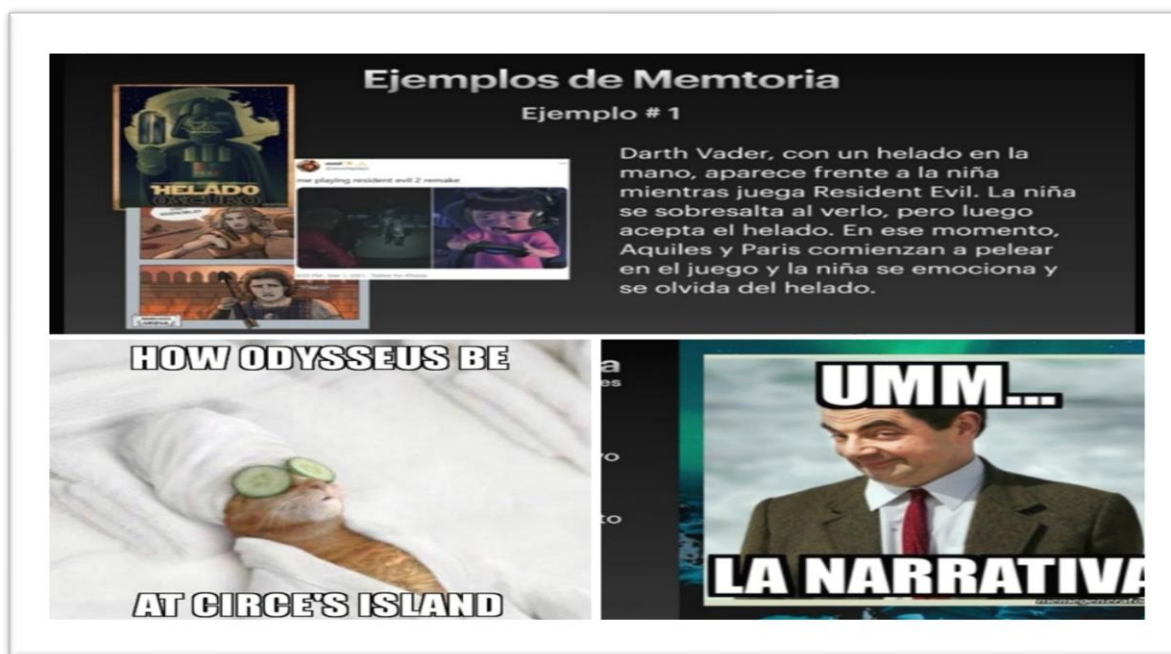 Ejemplos de Memtoria
Ejemplo # 1
HELADO
OSCURO
me playing resident evil 2 remake
Darth Vader, con un helado en la
mano, aparece frente a la niña
mientras juega Resident Evil. La niña
se sobresalta al verlo, pero luego
acepta el helado. En ese momento,
Aquiles y Paris comienzan a pelear
en el juego y la niña se emociona y
se olvida del helado.
HOW ODYSSEUS BE
AT CIRCE'S ISLAND
a
es
o
to
UMM...
LA NARRATIVA